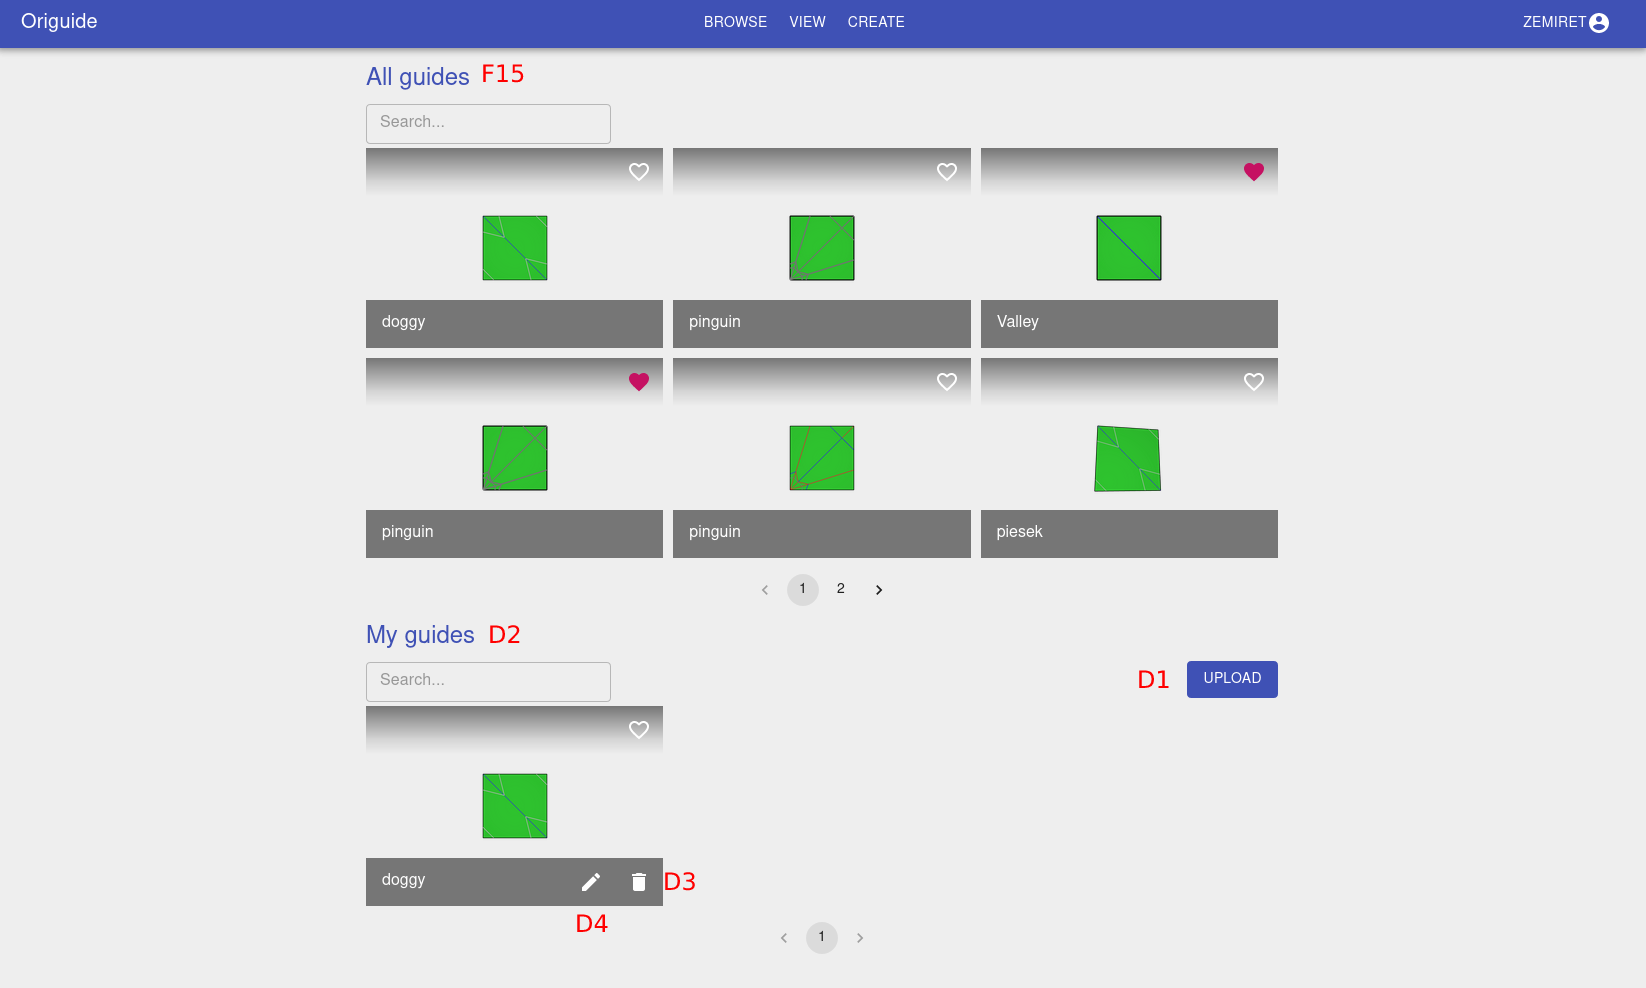 Origuide BROWSE VIEW CREATE ZEMIRET
All guides F15
Search...
doggy pinguin Valley
pinguin pinguin piesek
1 2
My guides D2
Search... D1 UPLOAD
doggy D3
D4
1